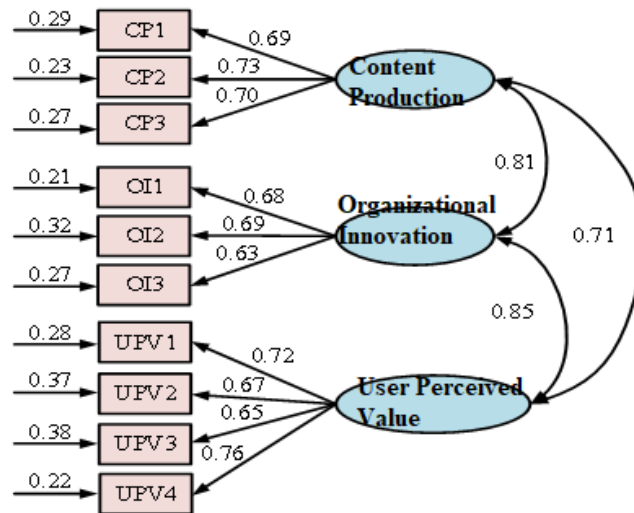 0.29
CP1
0.69
0.23
CP2
0.73
Content
Production
0.27
CP3
0.70
0.81
0.21
OI1
0.68
Organizational
Innovation
0.32
OI2
0.69
0.71
0.27
OI3
0.63
0.85
0.28
UPV1
0.72
0.37
UPV2
0.67
User Perceived
Value
0.38
UPV3
0.65
0.76
0.22
UPV4